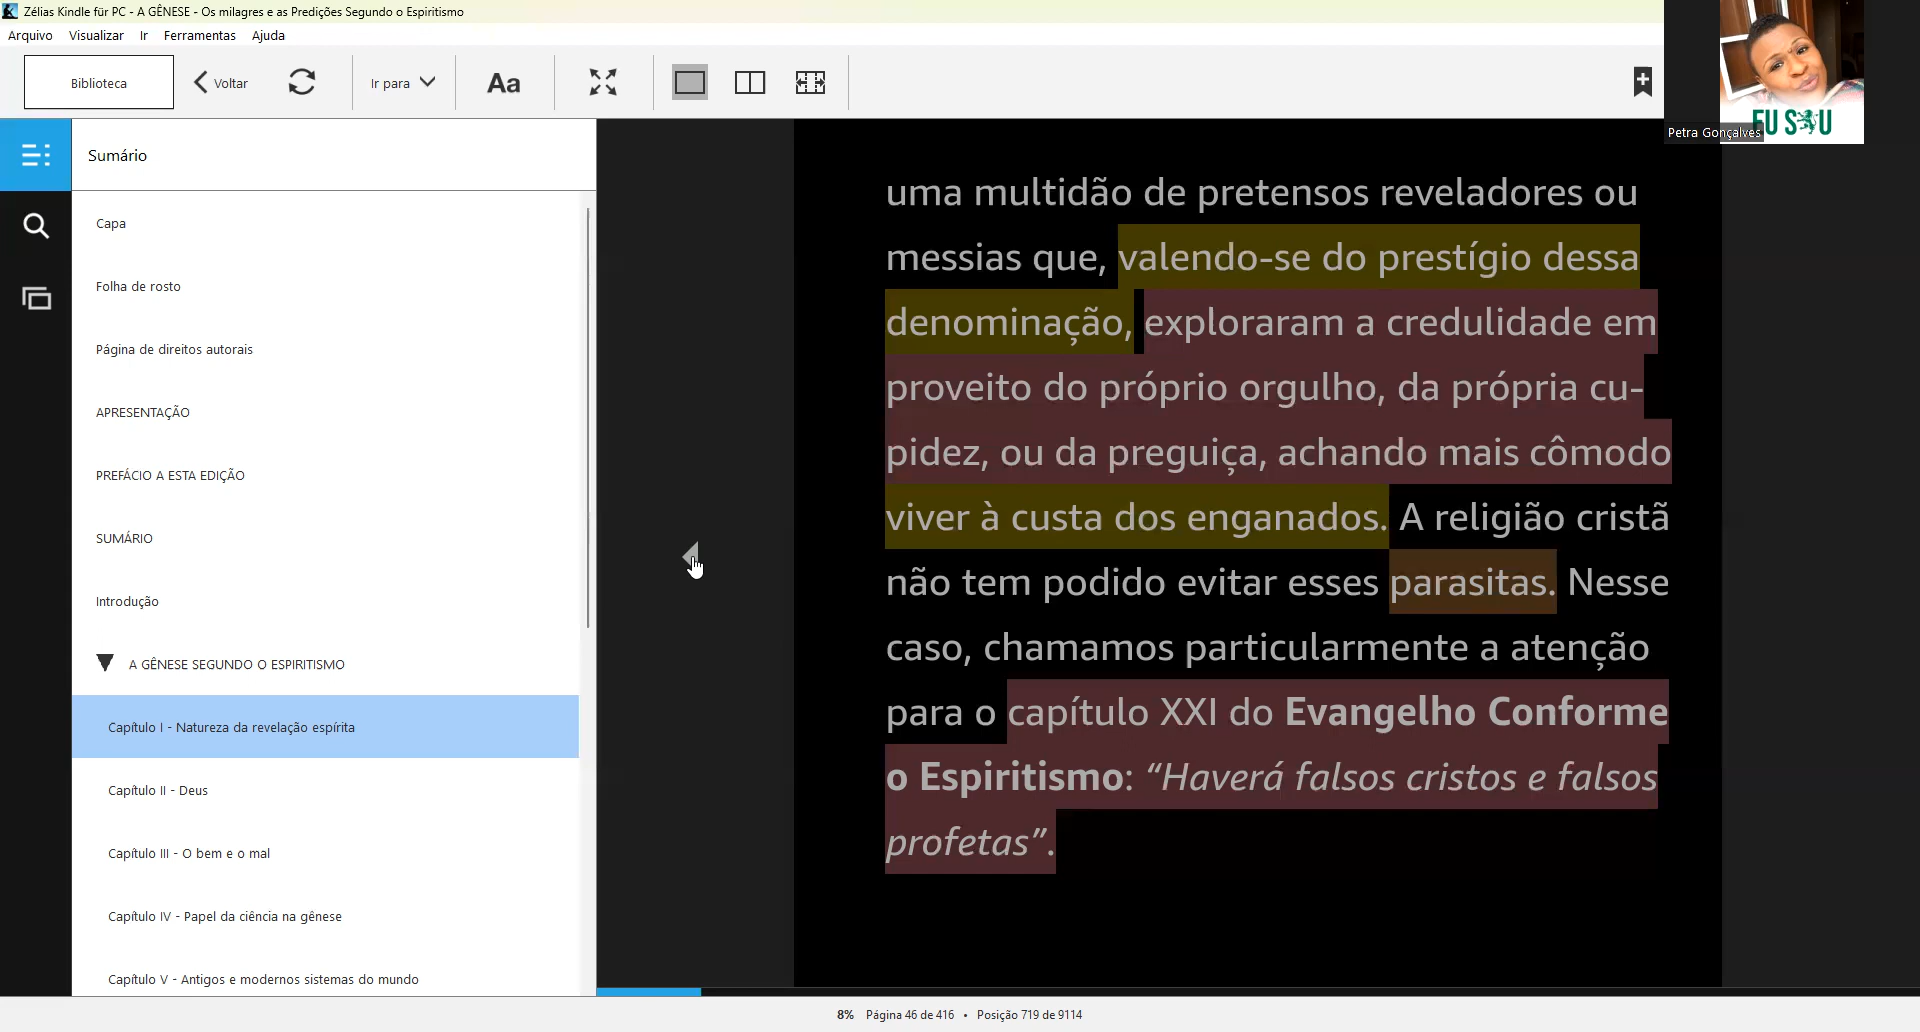 Zélias Kindle für PC - A GÊNESE - Os milagres e as Predições Segundo o Espiritismo
Arquivo Visualizar Ir Ferramentas Ajuda
Biblioteca Voltar Ir para Aa
EU SOU
Petra Gonçalves
Sumário
Capa
Folha de rosto
Página de direitos autorais
APRESENTAÇÃO
PREFÁCIO A ESTA EDIÇÃO
SUMÁRIO
Introdução
A GÊNESE SEGUNDO O ESPIRITISMO
Capítulo I - Natureza da revelação espírita
Capítulo II - Deus
Capítulo III - O bem e o mal
Capítulo IV - Papel da ciência na gênese
Capítulo V - Antigos e modernos sistemas do mundo
uma multidão de pretensos reveladores ou
messias que, valendo-se do prestígio dessa
denominação, exploraram a credulidade em
proveito do próprio orgulho, da própria cu-
pidez, ou da preguiça, achando mais cômodo
viver à custa dos enganados. A religião cristã
não tem podido evitar esses parasitas. Nesse
caso, chamamos particularmente a atenção
para o capítulo XXI do Evangelho Conforme
o Espiritismo: “Haverá falsos cristos e falsos
profetas”.
8% Página 46 de 416 • Posição 719 de 9114